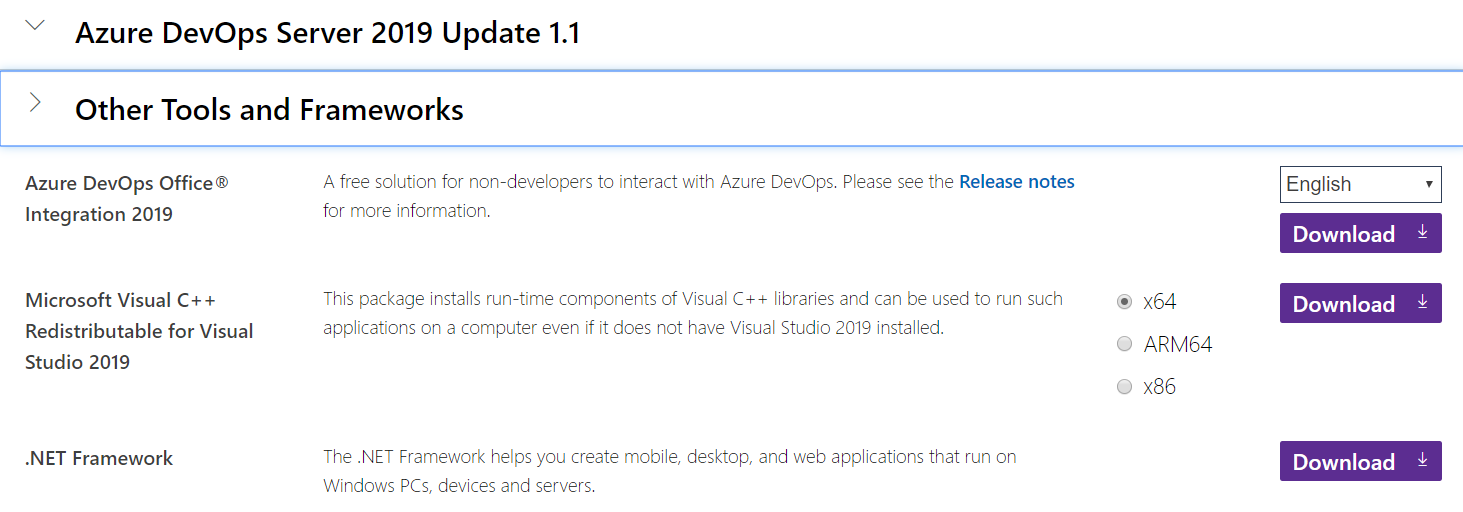 Azure DevOps Server 2019 Update 1.1
Other Tools and Frameworks
Azure DevOps Office®
Integration 2019
A free solution for non-developers to interact with Azure DevOps. Please see the Release notes
for more information.
English
Download
Microsoft Visual C++
Redistributable for Visual
Studio 2019
This package installs run-time components of Visual C++ libraries and can be used to run such
applications on a computer even if it does not have Visual Studio 2019 installed.
x64
ARM64
x86
Download
.NET Framework
The .NET Framework helps you create mobile, desktop, and web applications that run on
Windows PCs, devices and servers.
Download